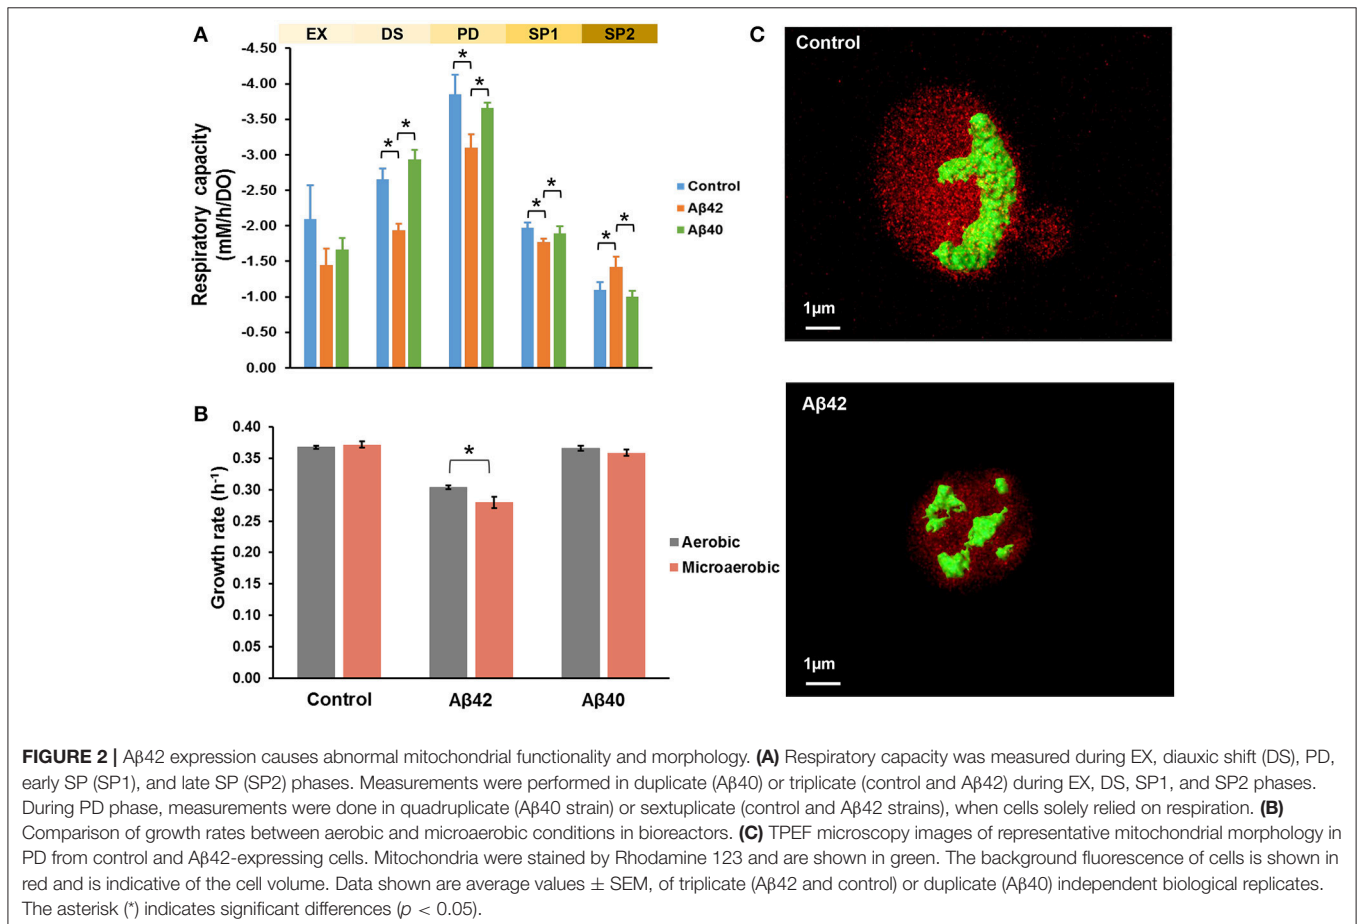 A
EX DS PD SP1 SP2
Respiratory capacity
(mM/h/DO)
-4.50
-4.00
-3.50
-3.00
-2.50
-2.00
-1.50
-1.00
-0.50
0.00
* * * * * * * *
Control
Aβ42
Aβ40
B
Growth rate (h⁻¹)
0.40
0.35
0.30
0.25
0.20
0.15
0.10
0.05
0.00
*
Aerobic
Microaerobic
Control Aβ42 Aβ40
C
Control
1µm
Aβ42
1µm
FIGURE 2 | Aβ42 expression causes abnormal mitochondrial functionality and morphology. (A) Respiratory capacity was measured during EX, diauxic shift (DS), PD,
early SP (SP1), and late SP (SP2) phases. Measurements were performed in duplicate (Aβ40) or triplicate (control and Aβ42) during EX, DS, SP1, and SP2 phases.
During PD phase, measurements were done in quadruplicate (Aβ40 strain) or sextuplicate (control and Aβ42 strains), when cells solely relied on respiration. (B)
Comparison of growth rates between aerobic and microaerobic conditions in bioreactors. (C) TPEF microscopy images of representative mitochondrial morphology in
PD from control and Aβ42-expressing cells. Mitochondria were stained by Rhodamine 123 and are shown in green. The background fluorescence of cells is shown in
red and is indicative of the cell volume. Data shown are average values ± SEM, of triplicate (Aβ42 and control) or duplicate (Aβ40) independent biological replicates.
The asterisk (*) indicates significant differences (p < 0.05).